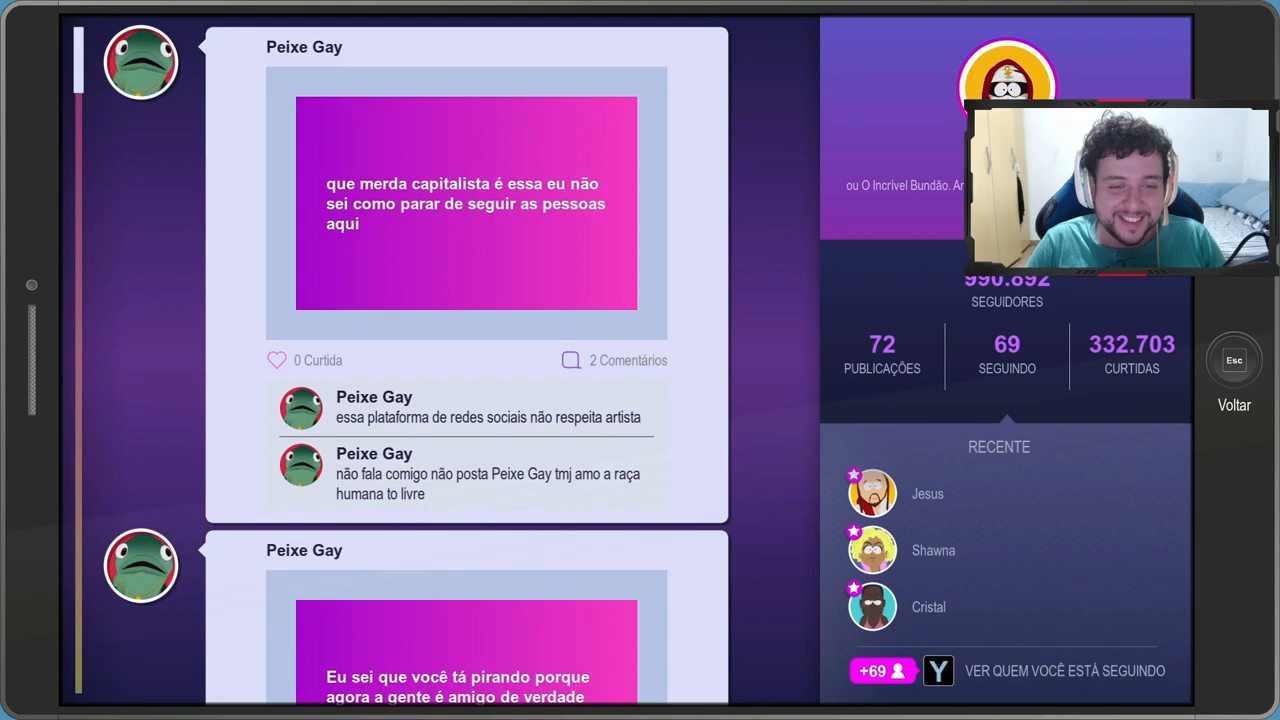 Peixe Gay
que merda capitalista é essa eu não
sei como parar de seguir as pessoas
aqui
0 Curtida
2 Comentários
Peixe Gay
essa plataforma de redes sociais não respeita artista
Peixe Gay
não fala comigo não posta Peixe Gay tmj amo a raça
humana to livre
Peixe Gay
Eu sei que você tá pirando porque
agora a gente é amigo de verdade
ou O Incrível Bundão.
990.892
SEGUIDORES
72
PUBLICAÇÕES
69
SEGUINDO
332.703
CURTIDAS
RECENTE
Jesus
Shawna
Cristal
+69
Y
VER QUEM VOCÊ ESTÁ SEGUINDO
Esc
Voltar